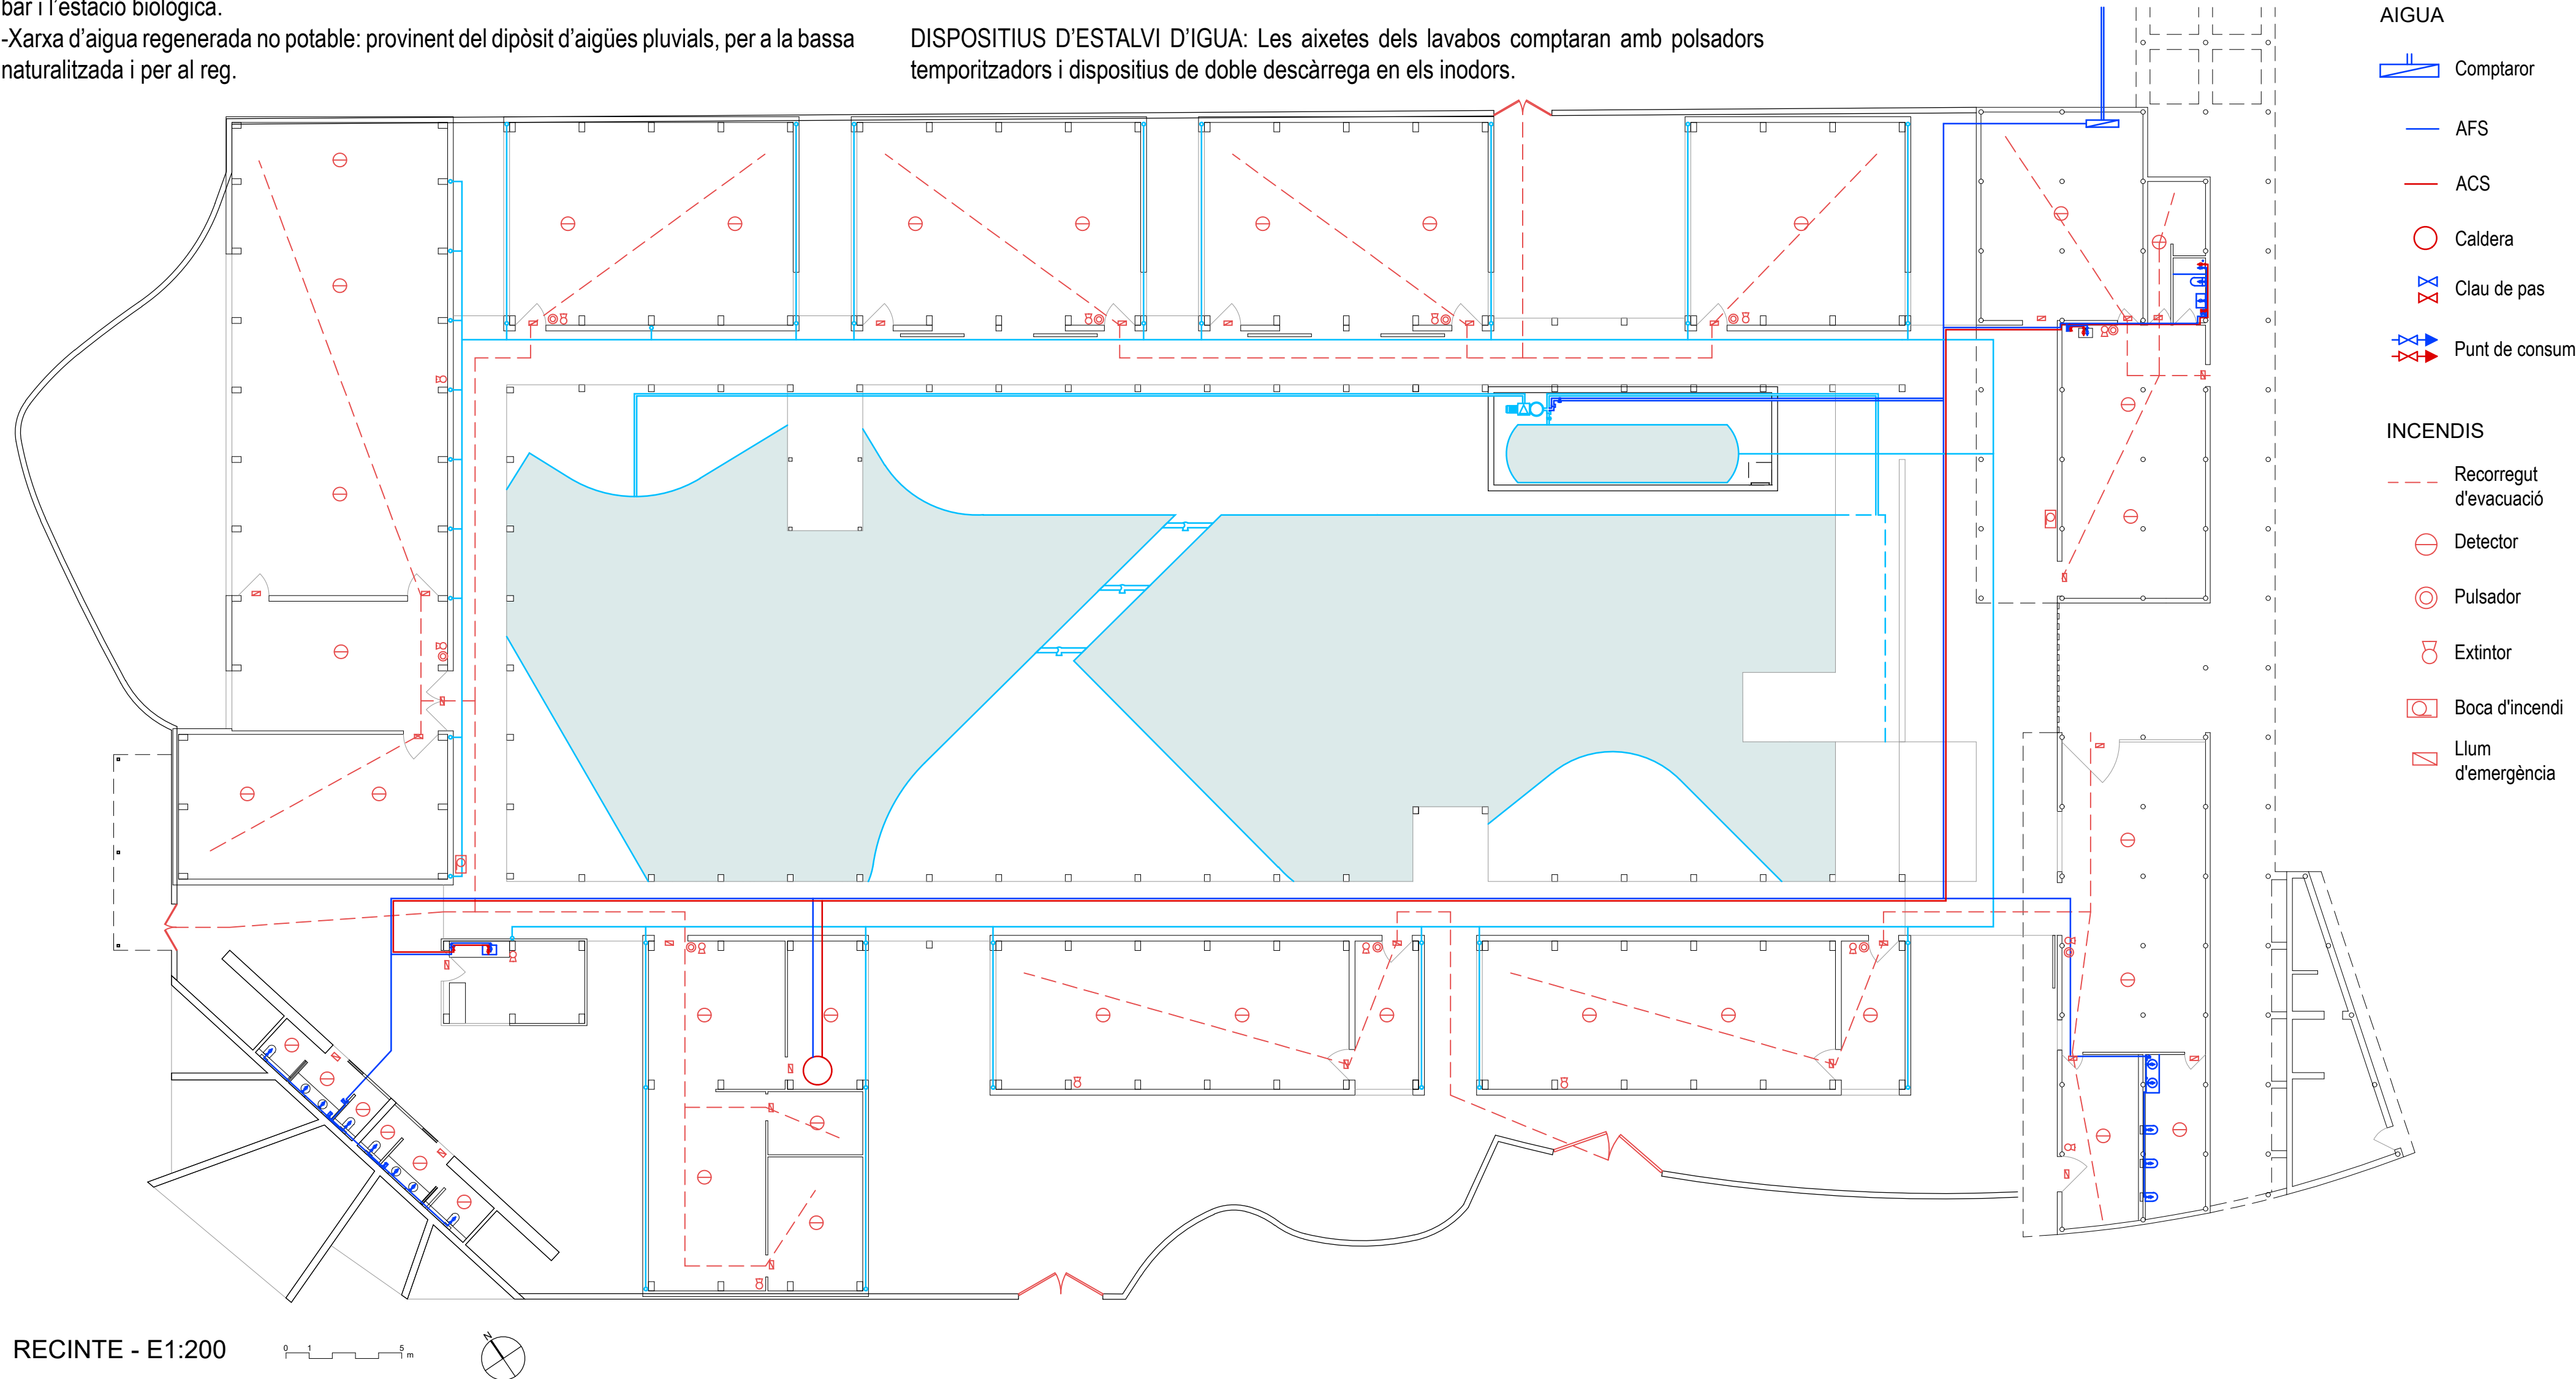 bar i l'estació biològica.
-Xarxa d'aigua regenerada no potable: provinent del dipòsit d'aigües pluvials, per a la bassa
naturalitzada i per al reg.
DISPOSITIUS D'ESTALVI D'IGUA: Les aixetes dels lavabos comptaran amb polsadors
temporitzadors i dispositius de doble descàrrega en els inodors.
AIGUA
Comptaror
AFS
ACS
Caldera
Clau de pas
Punt de consum
INCENDIS
Recorregut
d'evacuació
Detector
Pulsador
Extintor
Boca d'incendi
Llum
d'emergència
RECINTE - E1:200
0 1 5 m
N